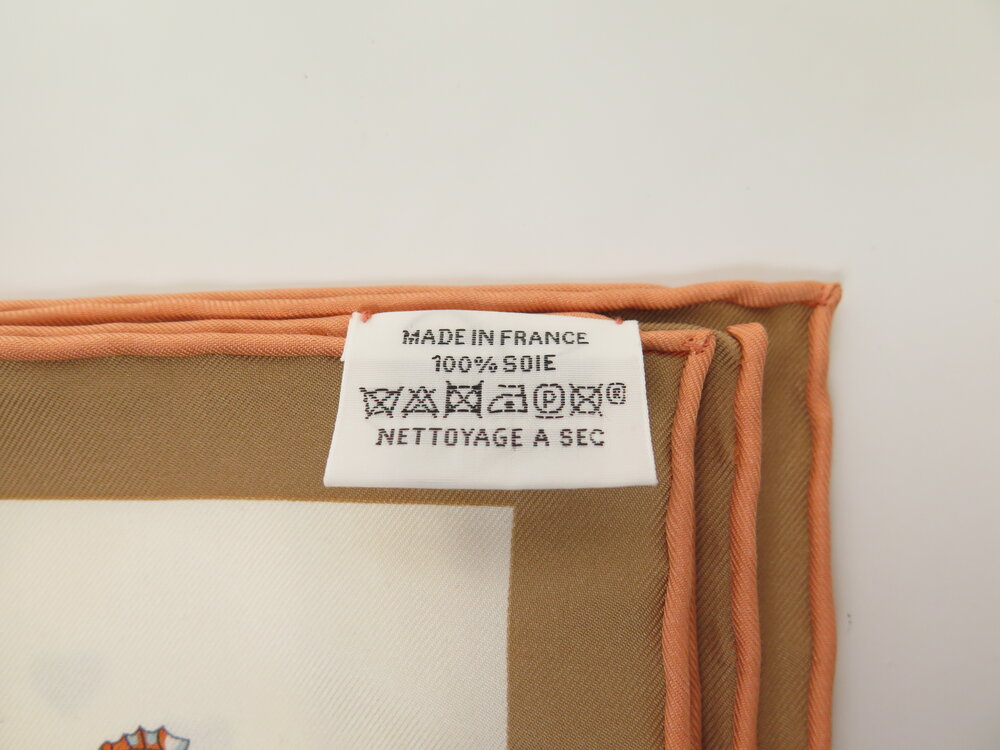 MADE IN FRANCE
100% SOIE
P ®
NETTOYAGE A SEC